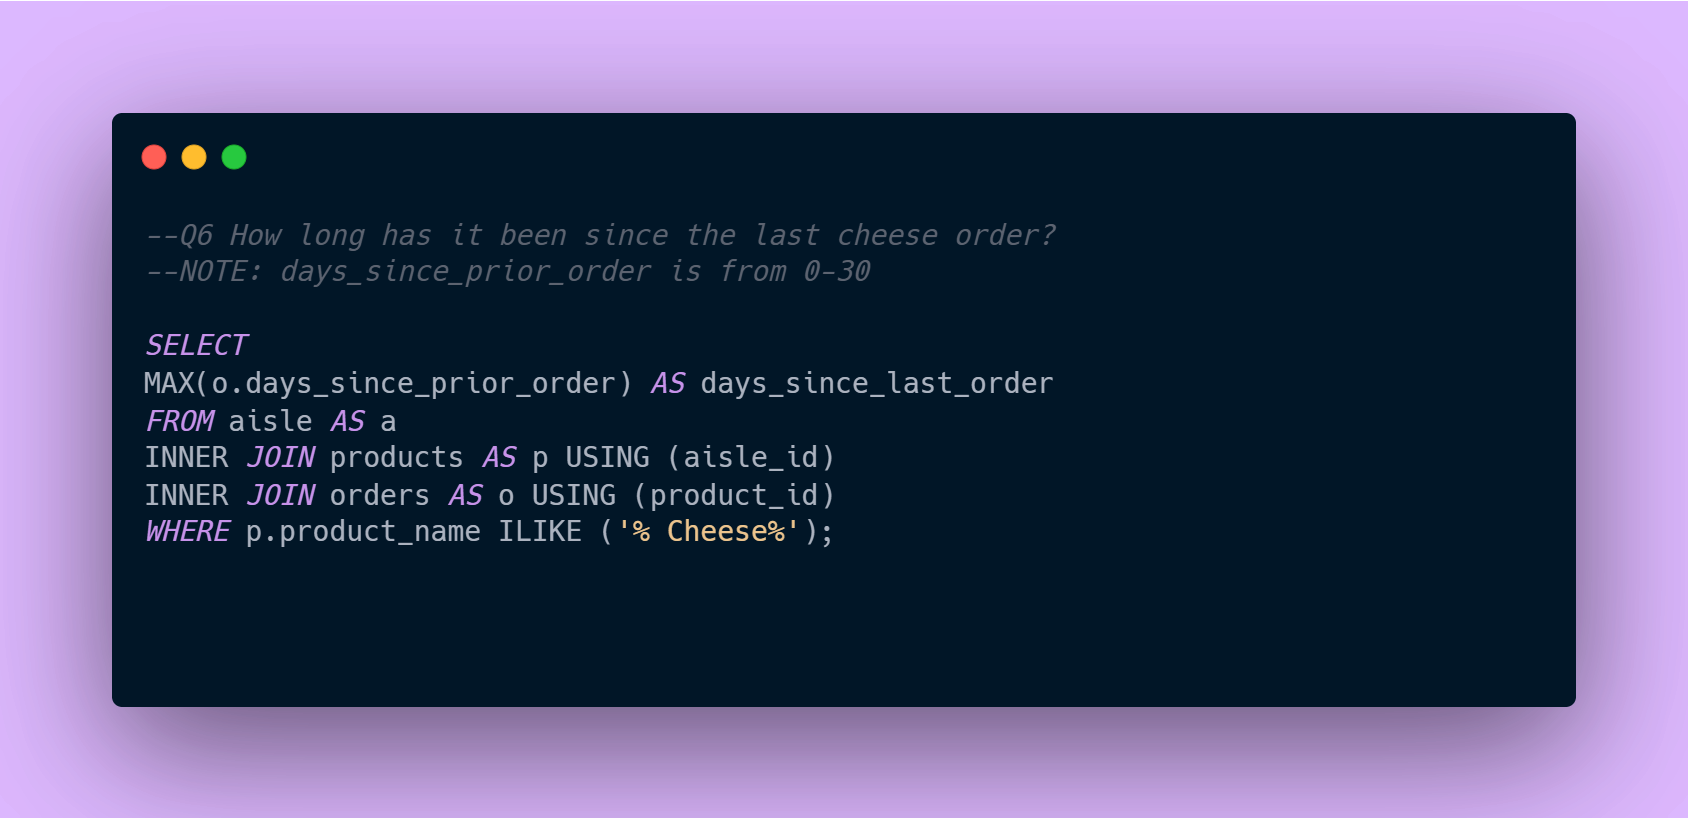 --Q6 How long has it been since the last cheese order?
--NOTE: days_since_prior_order is from 0-30
SELECT
MAX(o.days_since_prior_order) AS days_since_last_order
FROM aisle AS a
INNER JOIN products AS p USING (aisle_id)
INNER JOIN orders AS o USING (product_id)
WHERE p.product_name ILIKE ('% Cheese%');